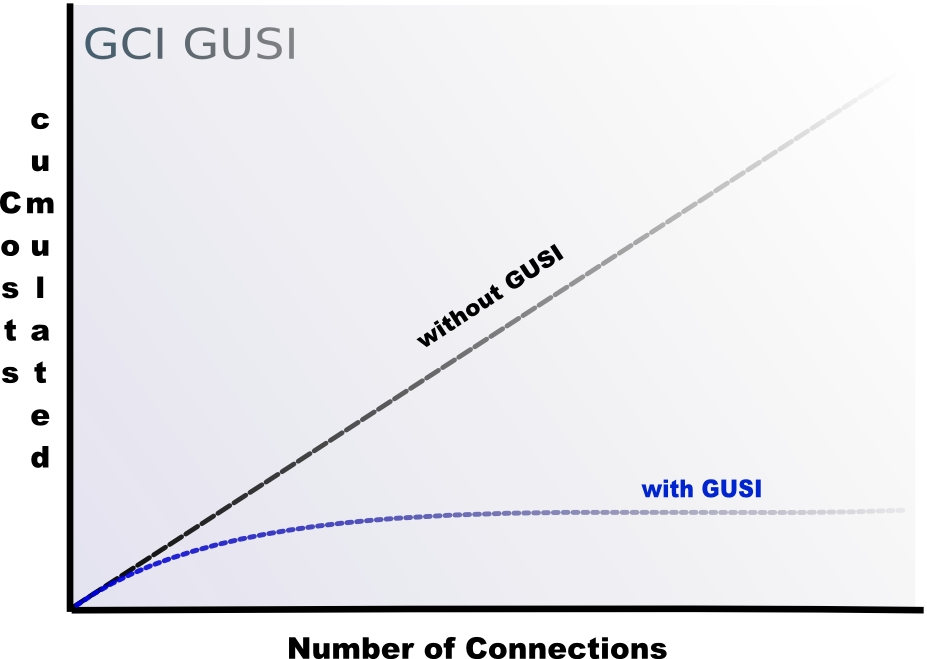 GCI GUSI
cumulated
Costs
without GUSI
with GUSI
Number of Connections